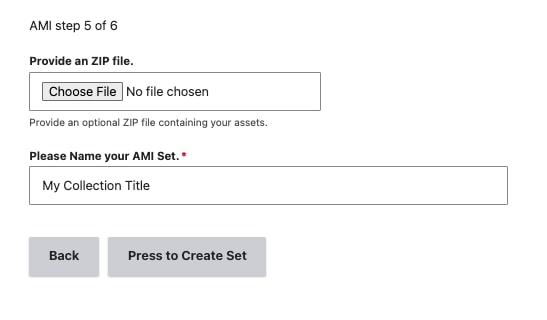 AMI step 5 of 6
Provide an ZIP file.
Choose File No file chosen
Provide an optional ZIP file containing your assets.
Please Name your AMI Set.*
My Collection Title
Back Press to Create Set